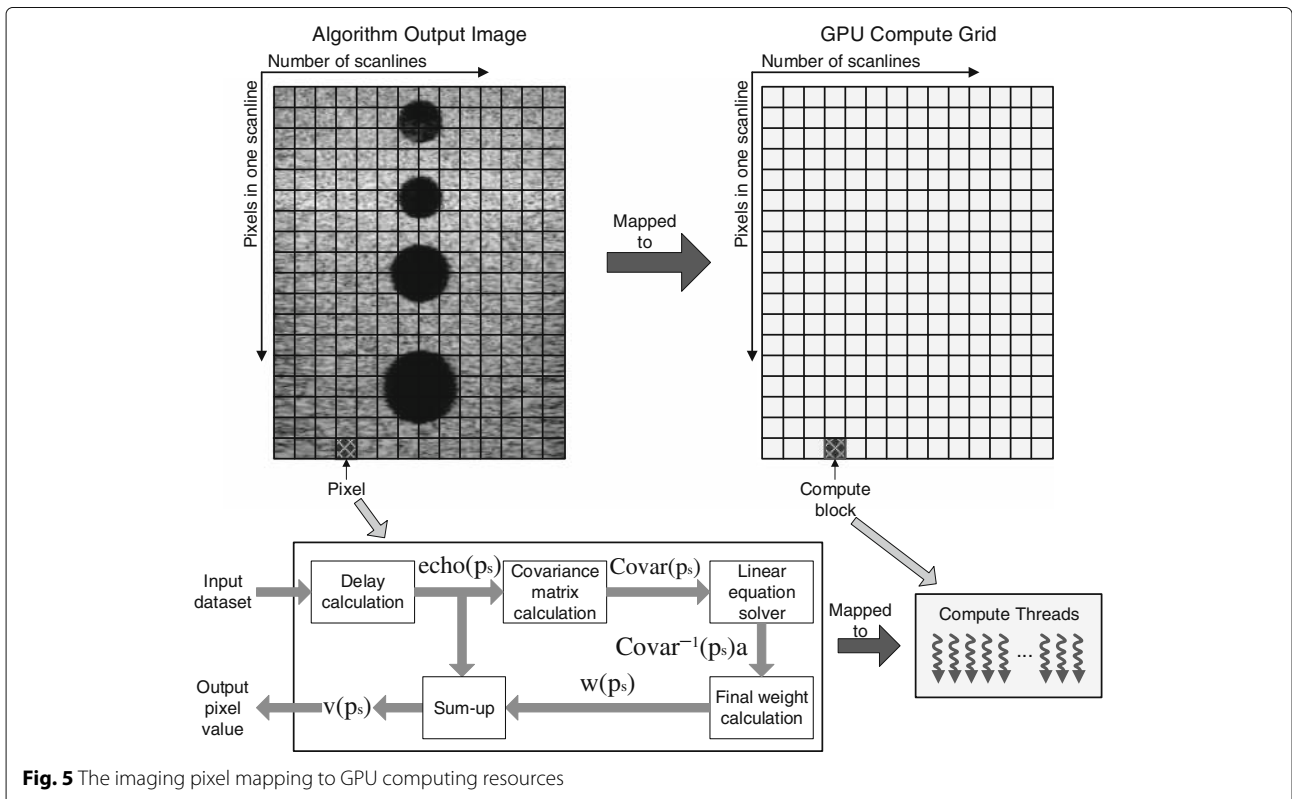 Algorithm Output Image
GPU Compute Grid
Number of scanlines
Number of scanlines
Pixels in one scanline
Pixels in one scanline
Mapped
to
Pixel
Compute
block
Input
dataset
Delay
calculation
echo(pₛ)
Covariance
matrix
calculation
Covar(pₛ)
Linear
equation
solver
Mapped
to
Compute Threads
...
Covar⁻¹(pₛ)a
Output
pixel
value
v(pₛ)
Sum-up
w(pₛ)
Final weight
calculation
Fig. 5 The imaging pixel mapping to GPU computing resources